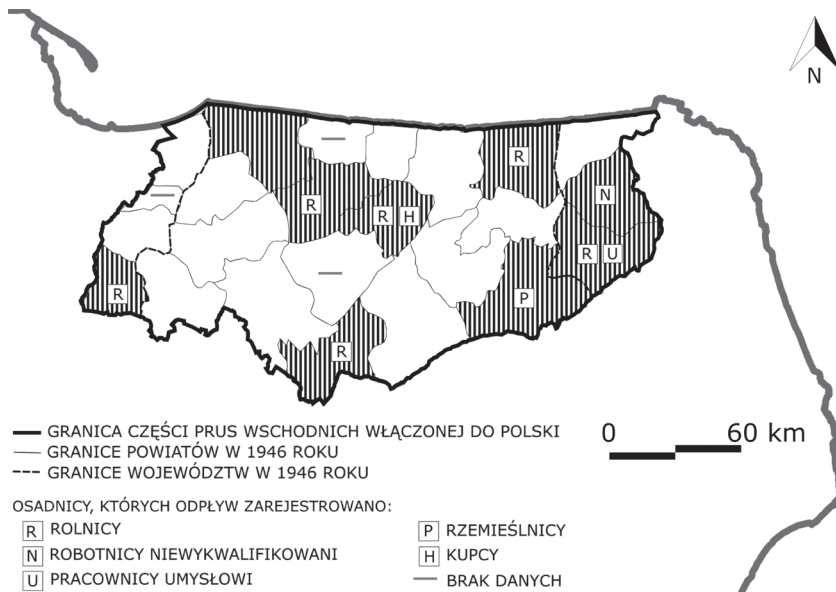 N
R
N
R
R H
R U
R
P
R
GRANICA CZĘŚCI PRUS WSCHODNICH WŁĄCZONEJ DO POLSKI
GRANICE POWIATÓW W 1946 ROKU
GRANICE WOJEWÓDZTW W 1946 ROKU
0 60 km
OSADNICY, KTÓRYCH ODPŁYW ZAREJESTROWANO:
R ROLNICY
N ROBOTNICY NIEWYKWALIFIKOWANI
U PRACOWNICY UMYSŁOWI
P RZEMIEŚLNICY
H KUPCY
BRAK DANYCH